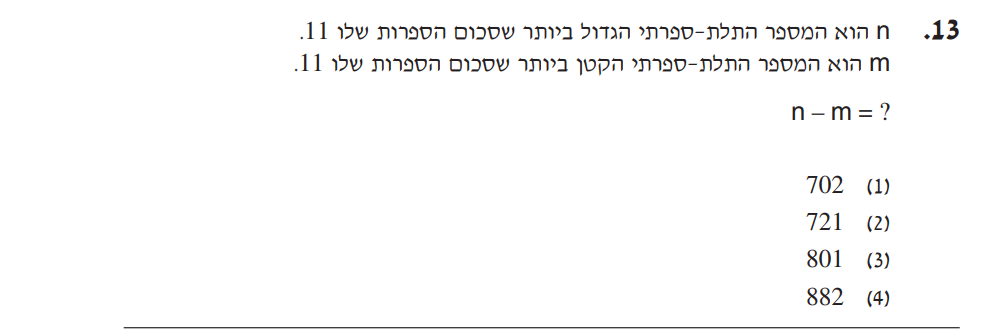 13. n הוא המספר התלת-ספרתי הגדול ביותר שסכום הספרות שלו 11.
m הוא המספר התלת-ספרתי הקטן ביותר שסכום הספרות שלו 11.
n – m = ?
(1) 702
(2) 721
(3) 801
(4) 882